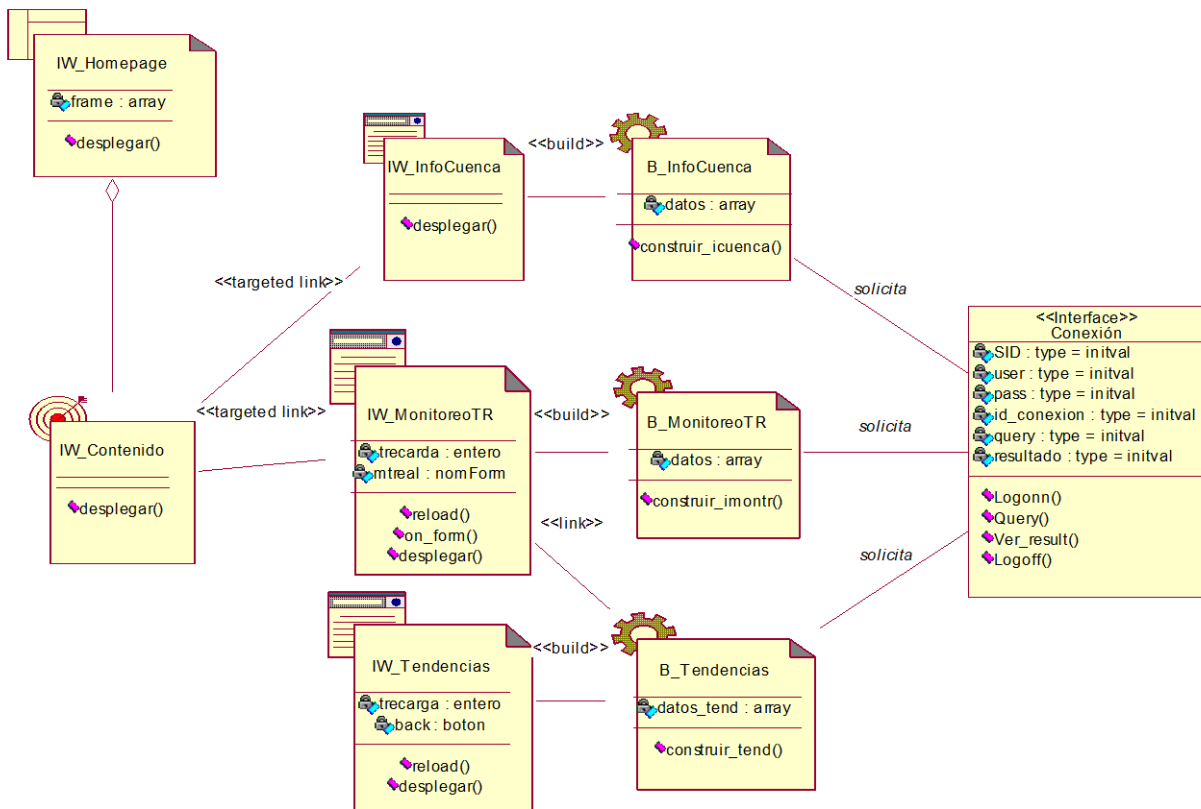 IW_Homepage
frame : array
desplegar()
IW_InfoCuenca
desplegar()
<<build>>
B_InfoCuenca
datos : array
construir_icuenca()
<<targeted link>>
solicita
<<Interface>>
Conexión
SID : type = initval
user : type = initval
pass : type = initval
id_conexion : type = initval
query : type = initval
resultado : type = initval
Logonn()
Query()
Ver_result()
Logoff()
IW_Contenido
desplegar()
<<targeted link>>
IW_MonitoreoTR
trecarda : entero
mtreal : nomForm
reload()
on_form()
desplegar()
<<build>>
B_MonitoreoTR
datos : array
construir_imontr()
solicita
<<link>>
solicita
IW_Tendencias
trecarga : entero
back : boton
reload()
desplegar()
<<build>>
B_Tendencias
datos_tend : array
construir_tend()